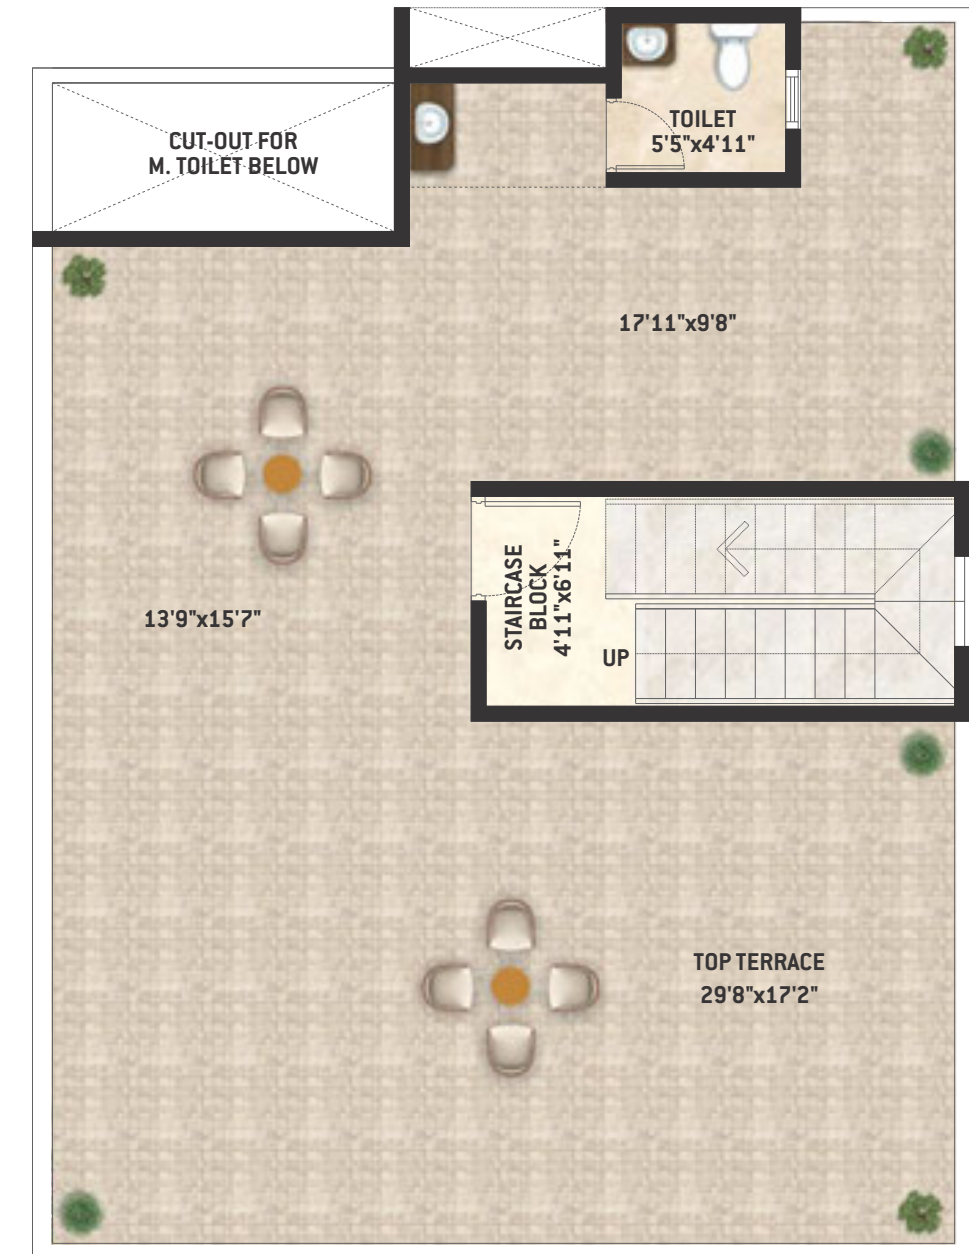 TOILET
5'5"x4'11"
CUT-OUT FOR
M. TOILET BELOW
17'11"x9'8"
STAIRCASE
BLOCK
4'11"x6'11"
13'9"x15'7"
UP
TOP TERRACE
29'8"x17'2"